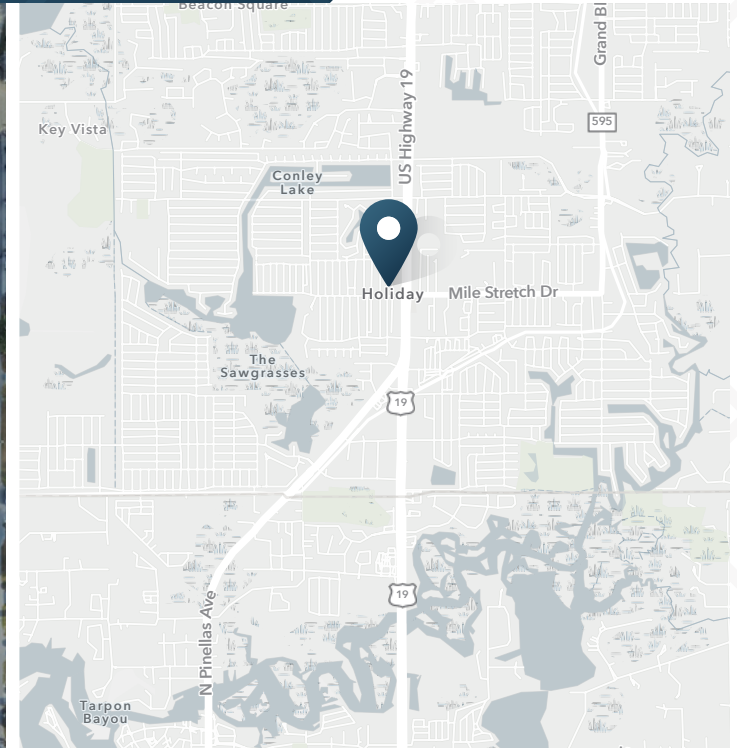 Beacon Square
Grand Bl
US Highway 19
595
Key Vista
Conley
Lake
Holiday
Mile Stretch Dr
The
Sawgrasses
19
19
N Pinellas Ave
Tarpon
Bayou